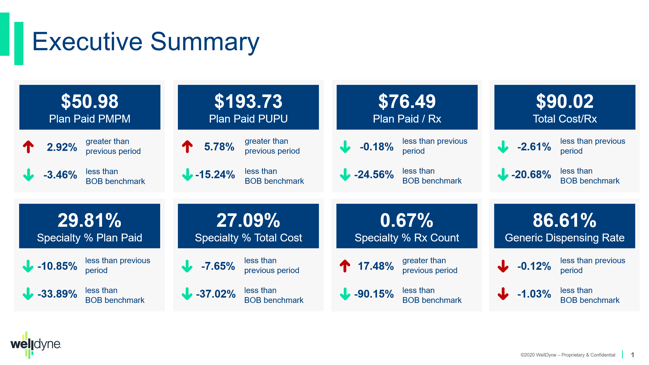 Executive Summary
$50.98
Plan Paid PMPM
2.92% greater than
previous period
-3.46% less than
BOB benchmark
$193.73
Plan Paid PUPU
5.78% greater than
previous period
-15.24% less than
BOB benchmark
$76.49
Plan Paid / Rx
-0.18% less than previous
period
-24.56% less than
BOB benchmark
$90.02
Total Cost/Rx
-2.61% less than previous
period
-20.68% less than
BOB benchmark
29.81%
Specialty % Plan Paid
-10.85% less than previous
period
-33.89% less than
BOB benchmark
27.09%
Specialty % Total Cost
-7.65% less than
previous period
-37.02% less than
BOB benchmark
0.67%
Specialty % Rx Count
17.48% greater than
previous period
-90.15% less than
BOB benchmark
86.61%
Generic Dispensing Rate
-0.12% less than previous
period
-1.03% less than
BOB benchmark
welldyne
©2020 WellDyne – Proprietary & Confidential 1